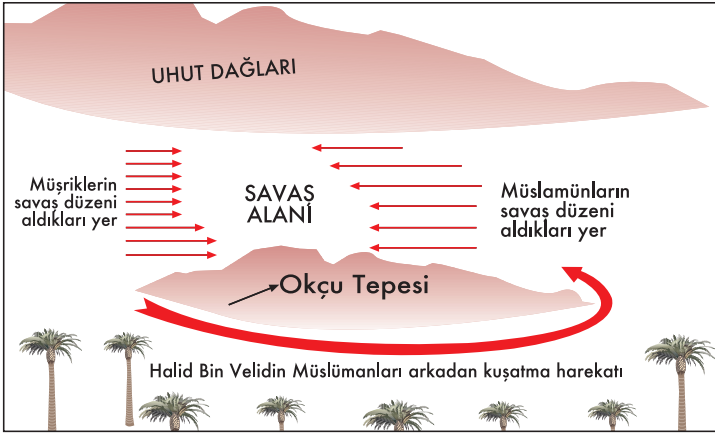 UHUT DAĞLARI
Müşriklerin
savaş düzeni
aldıkları yer
SAVAŞ
ALANİ
Müslamünların
savaş düzeni
aldıkları yer
Okçu Tepesi
Halid Bin Velidin Müslümanları arkadan kuşatma harekatı